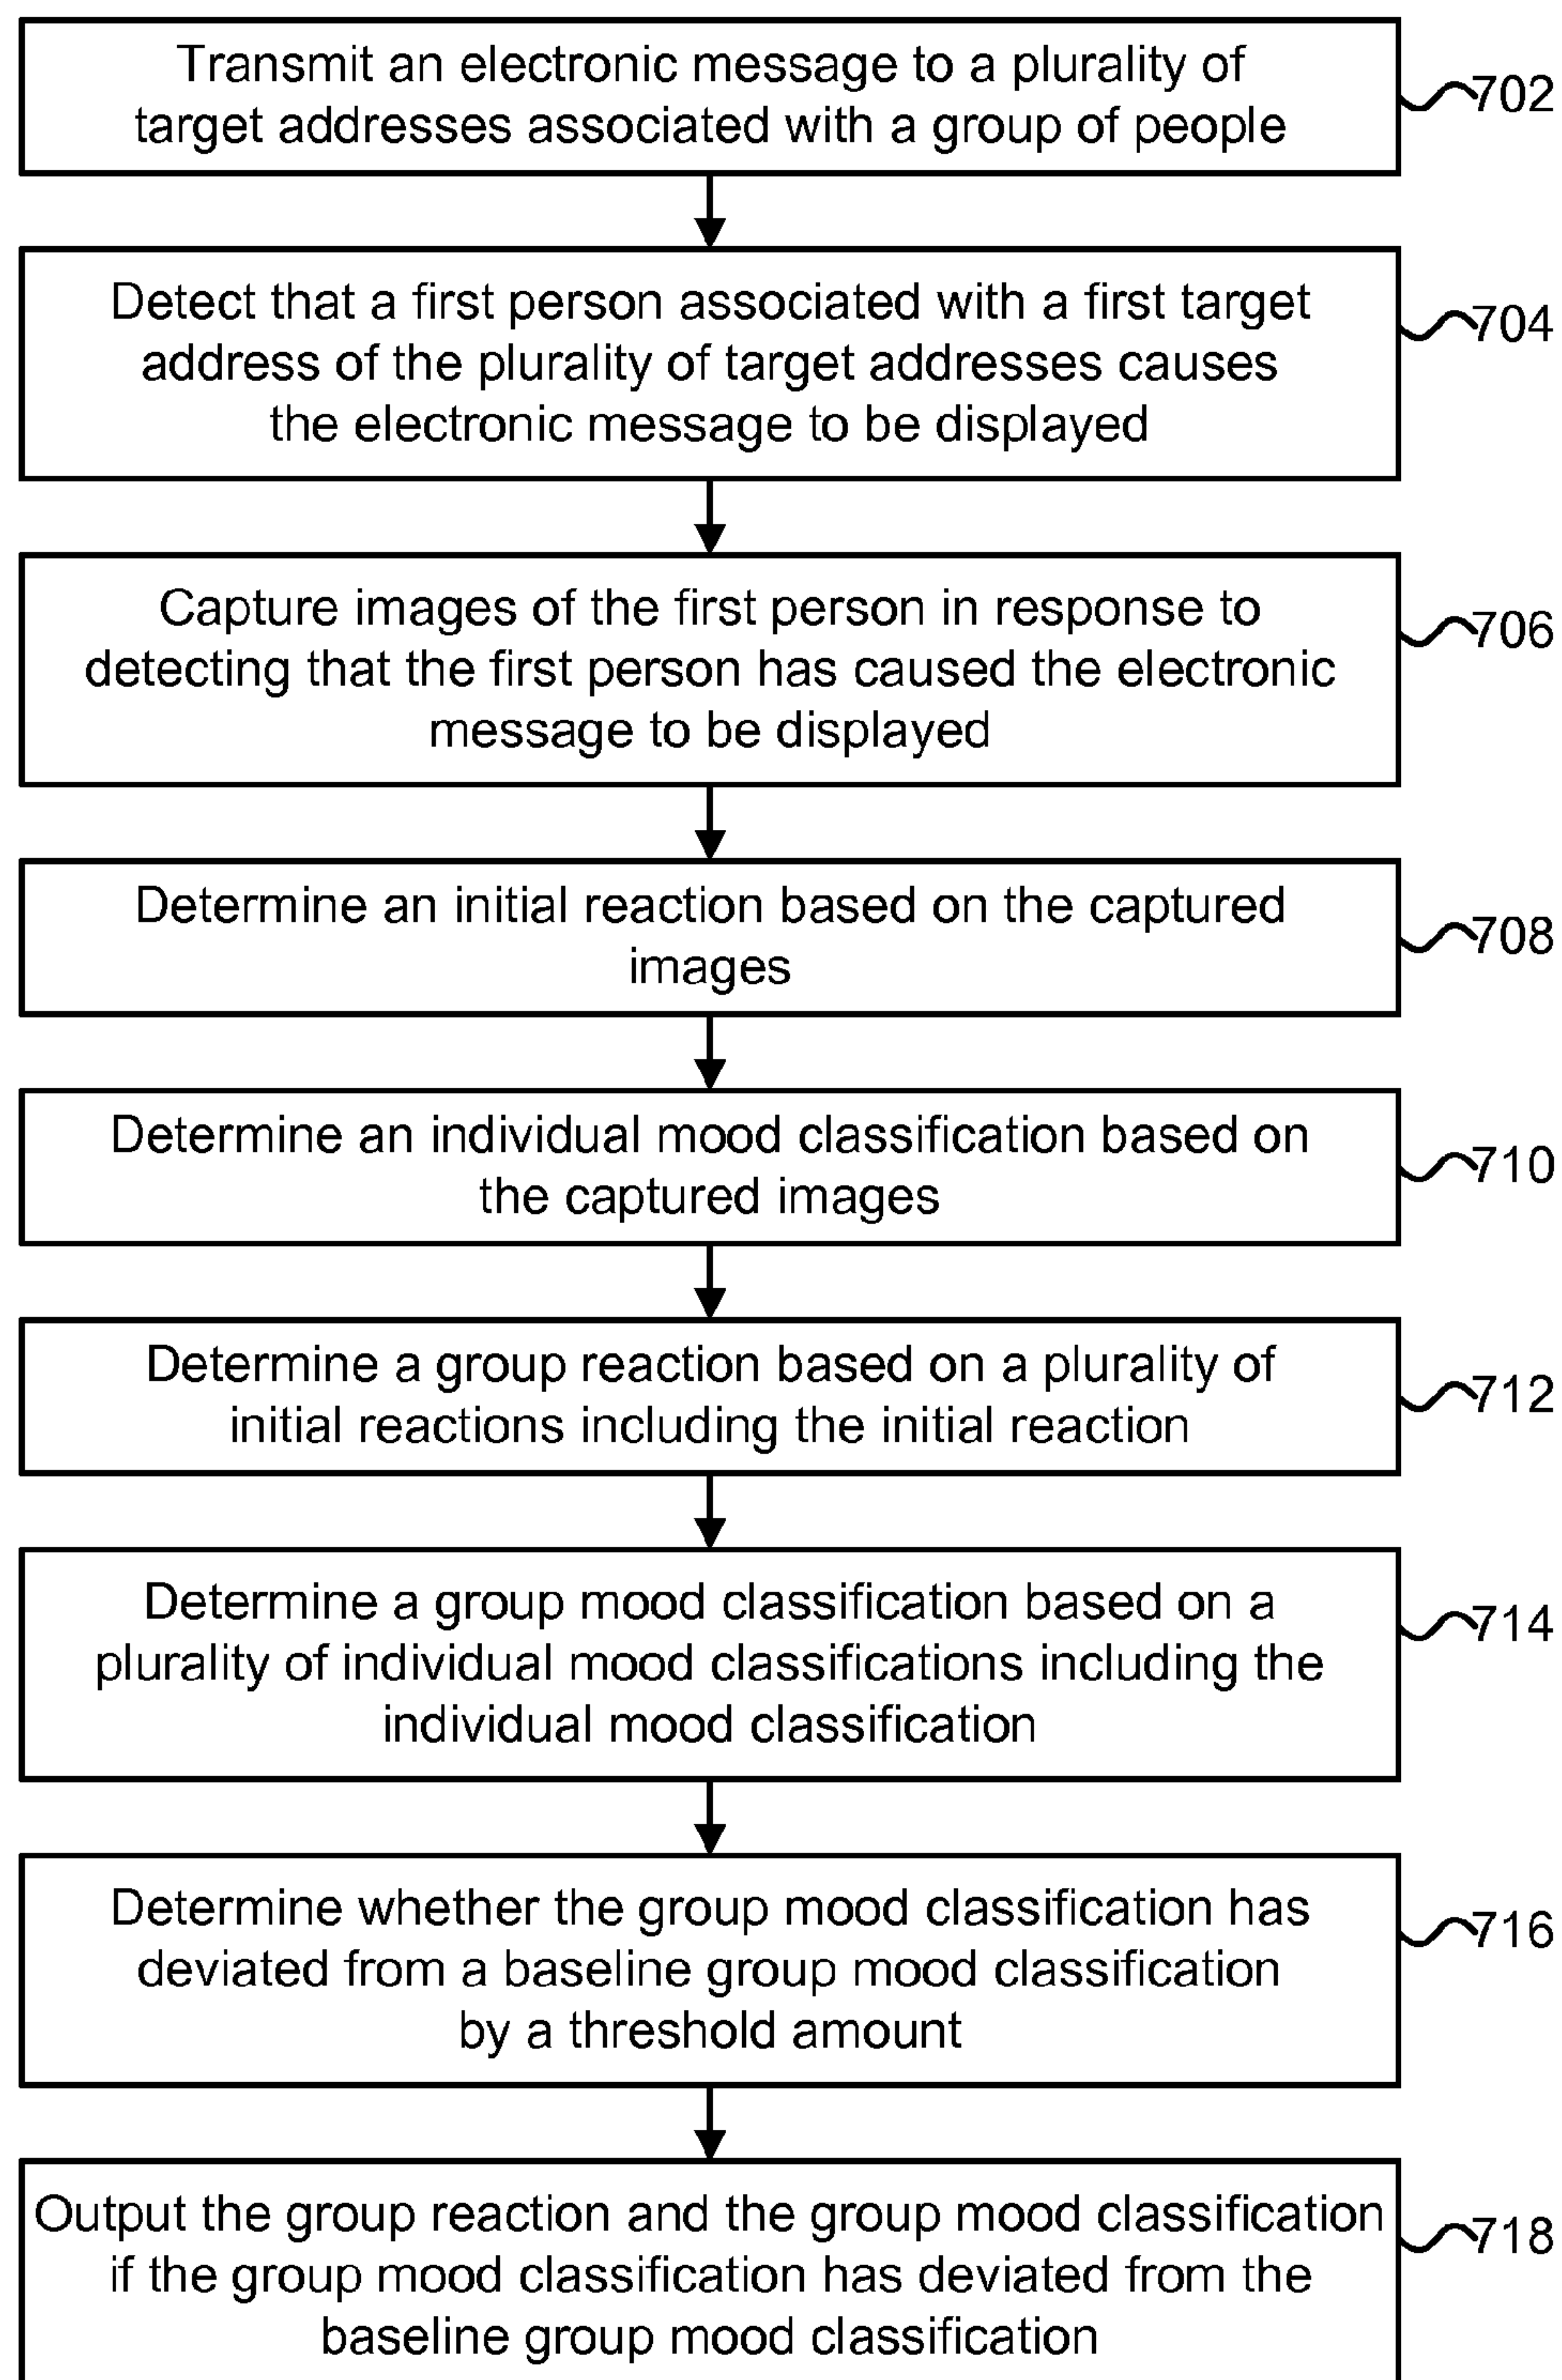 Transmit an electronic message to a plurality of
target addresses associated with a group of people
702
Detect that a first person associated with a first target
address of the plurality of target addresses causes
the electronic message to be displayed
704
Capture images of the first person in response to
detecting that the first person has caused the electronic
message to be displayed
706
Determine an initial reaction based on the captured
images
708
Determine an individual mood classification based on
the captured images
710
Determine a group reaction based on a plurality of
initial reactions including the initial reaction
712
Determine a group mood classification based on a
plurality of individual mood classifications including the
individual mood classification
714
Determine whether the group mood classification has
deviated from a baseline group mood classification
by a threshold amount
716
Output the group reaction and the group mood classification
if the group mood classification has deviated from the
baseline group mood classification
718